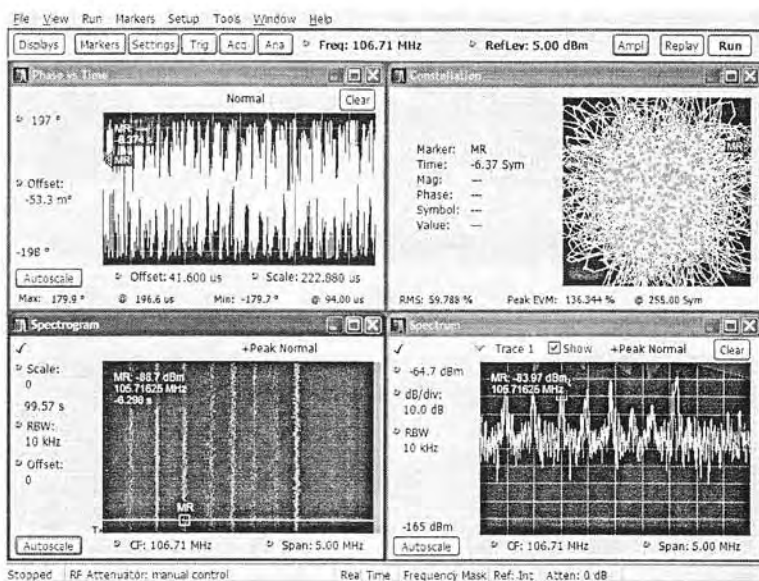 File View Run Markers Setup Tools Window Help
Displays Markers Settings Trig Acq Ana Freq: 106.71 MHz RefLev: 5.00 dBm Ampl Replay Run
Phase vs Time
Normal Clear
197 °
MR: ---
-6.374 s
MR
Offset:
-53.3 m°
-198 °
Autoscale Offset: 41.600 us Scale: 222.880 us
Max: 179.9 ° @ 196.6 us Min: -179.7 ° @ 94.00 us
Constellation
Marker: MR
Time: -6.37 Sym
Mag: ---
Phase: ---
Symbol: ---
Value: ---
MR
RMS: 59.788 % Peak EVM: 136.344 % @ 255.00 Sym
Spectrogram
+Peak Normal
Scale:
0
99.57 s
RBW:
10 kHz
Offset:
0
MR: -88.7 dBm
105.71625 MHz
-6.298 s
MR
T
Autoscale CF: 106.71 MHz Span: 5.00 MHz
Spectrum
Trace 1 Show +Peak Normal Clear
-64.7 dBm
dB/div:
10.0 dB
RBW
10 kHz
-165 dBm
MR: -83.97 dBm
105.71625 MHz
Autoscale CF: 106.71 MHz Span: 5.00 MHz
Stopped RF Attenuator: manual control Real Time Frequency Mask Ref: Int Atten: 0 dB